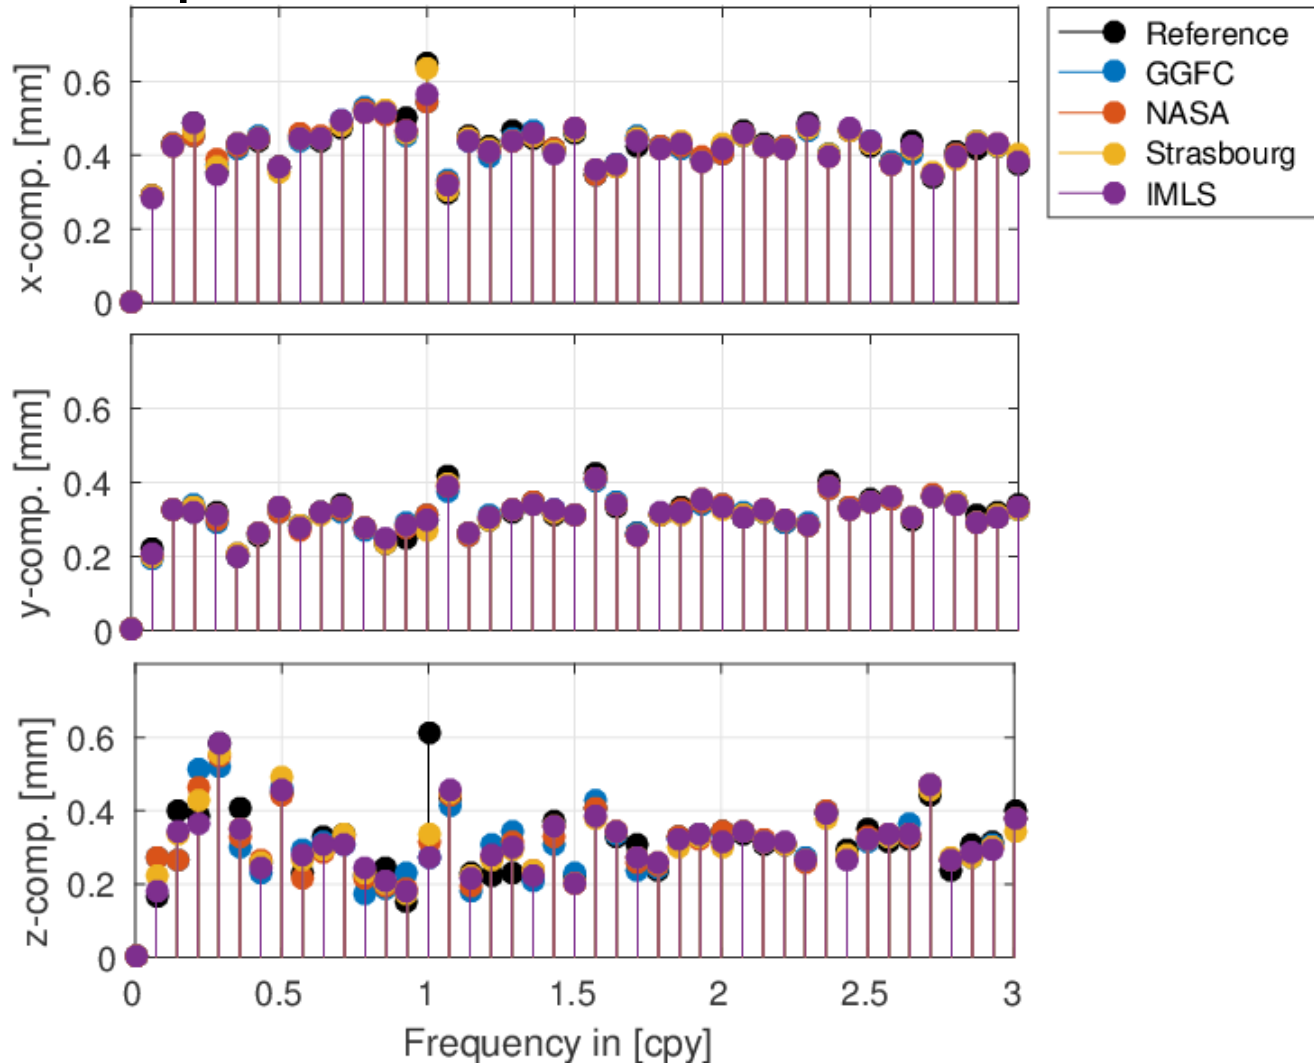 Reference
GGFC
NASA
Strasbourg
IMLS
x-comp. [mm]
0.6
0.4
0.2
0
y-comp. [mm]
0.6
0.4
0.2
0
z-comp. [mm]
0.6
0.4
0.2
0
0 0.5 1 1.5 2 2.5 3
Frequency in [cpy]